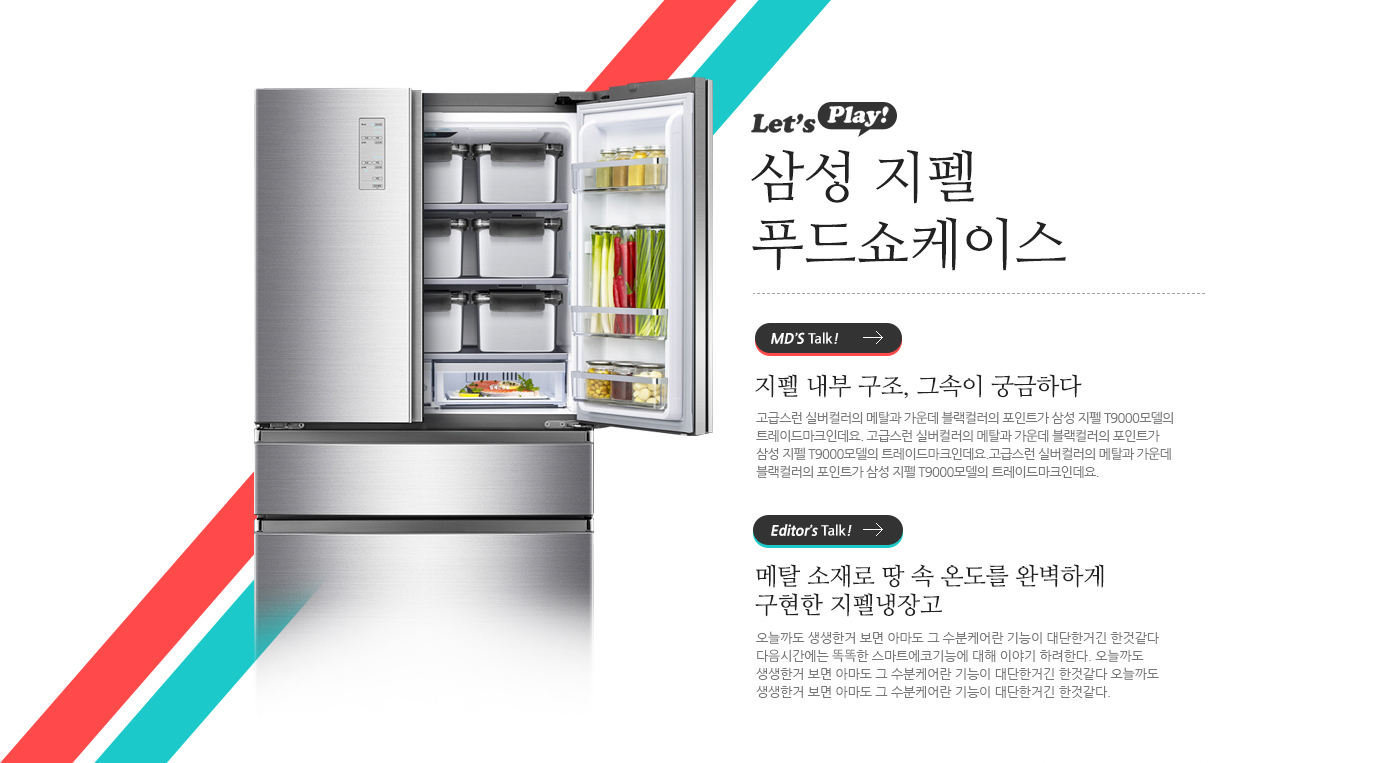 Let's Play!
삼성 지펠
푸드쇼케이스
MD'S Talk!
지펠 내부 구조, 그속이 궁금하다
고급스런 실버컬러의 메탈과 가운데 블랙컬러의 포인트가 삼성 지펠 T9000모델의
트레이드마크인데요. 고급스런 실버컬러의 메탈과 가운데 블랙컬러의 포인트가
삼성 지펠 T9000모델의 트레이드마크인데요.고급스런 실버컬러의 메탈과 가운데
블랙컬러의 포인트가 삼성 지펠 T9000모델의 트레이드마크인데요.
Editor's Talk!
메탈 소재로 땅 속 온도를 완벽하게
구현한 지펠냉장고
오늘까도 생생한거 보면 아마도 그 수분케어란 기능이 대단한거긴 한것같다
다음시간에는 똑똑한 스마트에코기능에 대해 이야기 하려한다. 오늘까도
생생한거 보면 아마도 그 수분케어란 기능이 대단한거긴 한것같다 오늘까도
생생한거 보면 아마도 그 수분케어란 기능이 대단한거긴 한것같다.